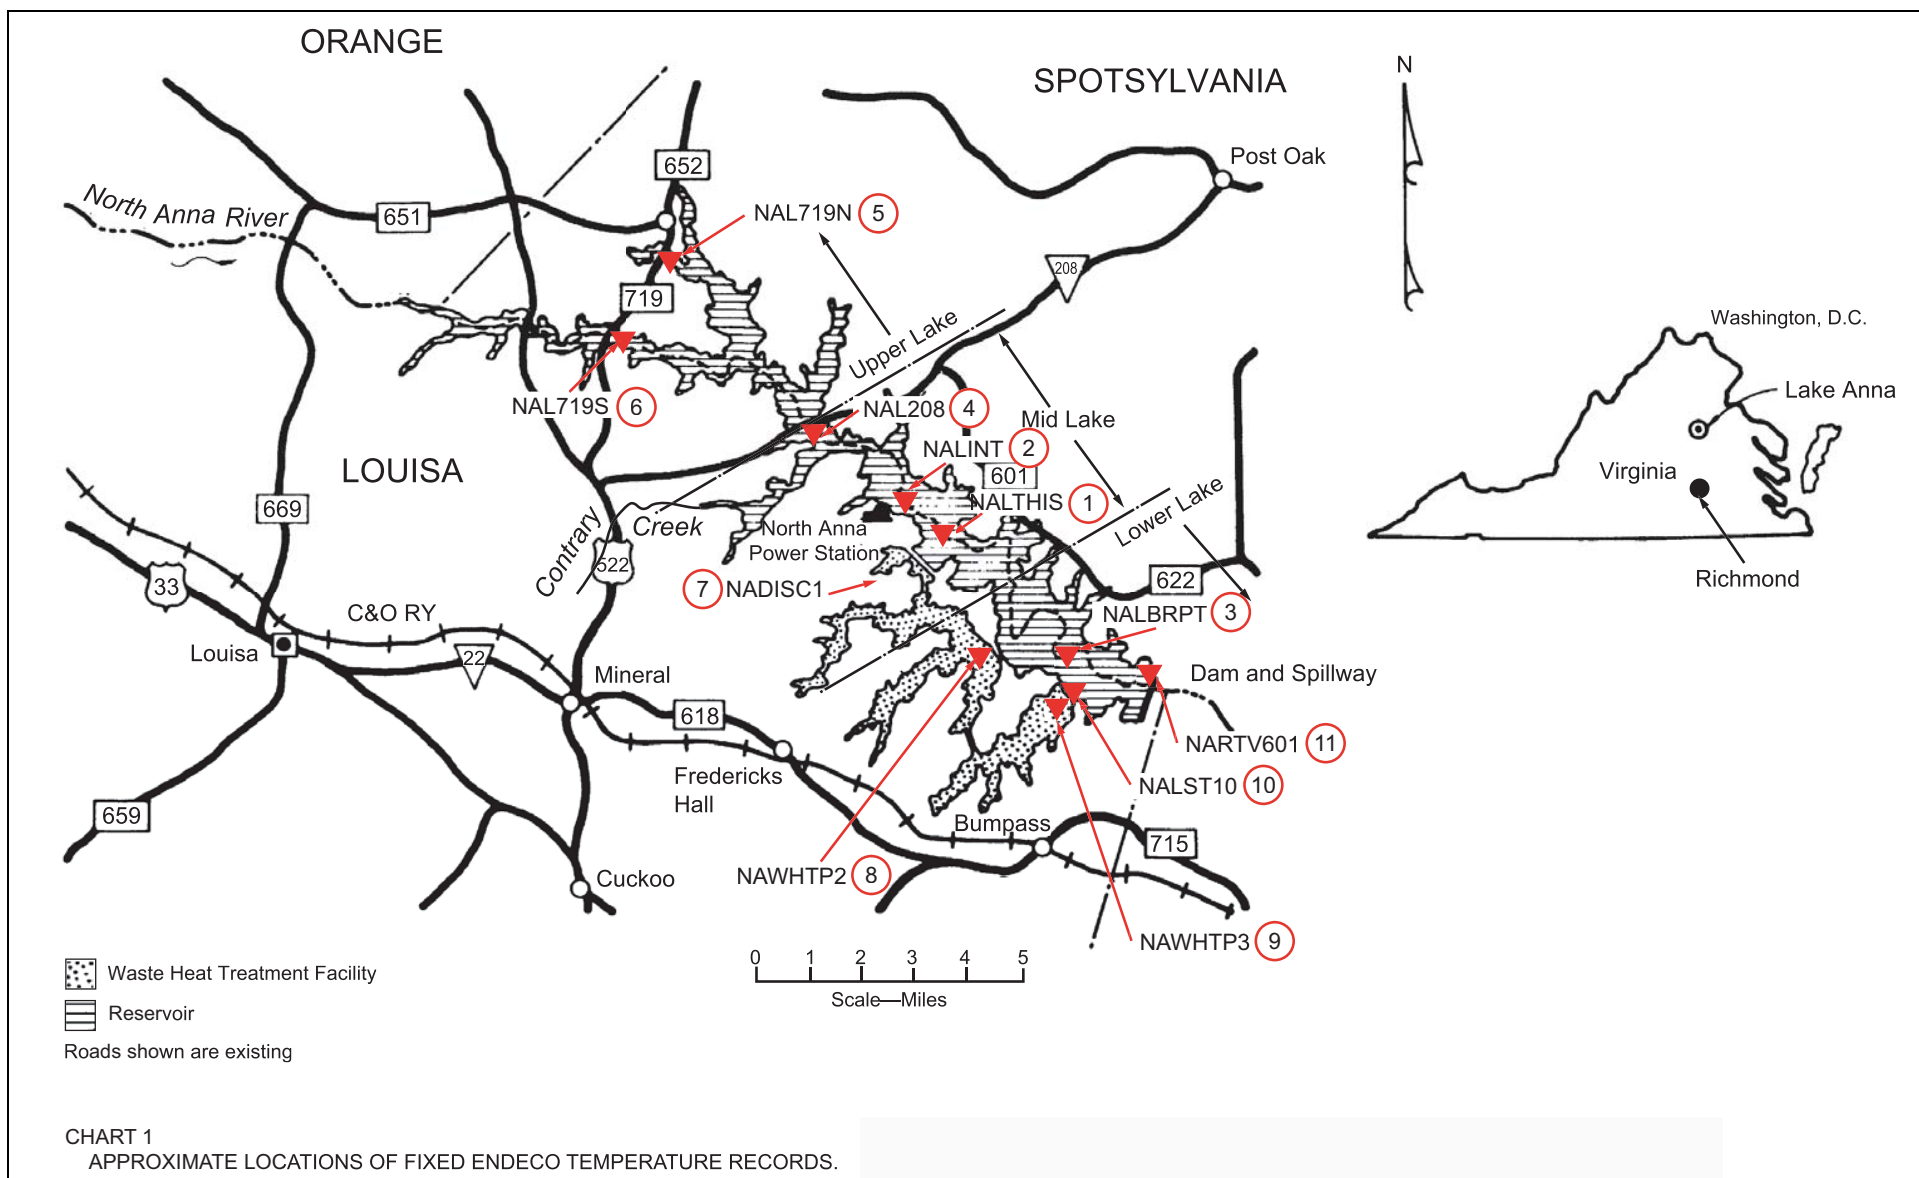 ORANGE
SPOTSYLVANIA
N
Post Oak
652
North Anna River
651
NAL719N 5
208
719
Upper Lake
Washington, D.C.
Lake Anna
NAL719S 6
NAL208 4
Mid Lake
NALINT 2
LOUISA
601
Virginia
NALTHIS 1
669
Contrary
Creek
North Anna
Power Station
Lower Lake
522
33
7 NADISC1
622
Richmond
C&O RY
NALBRPT 3
Louisa
22
Mineral
Dam and Spillway
618
NARTV601 11
Fredericks
Hall
NALST10 10
659
Bumpass
715
Cuckoo
NAWHTP2 8
NAWHTP3 9
0 1 2 3 4 5
Scale—Miles
Waste Heat Treatment Facility
Reservoir
Roads shown are existing
CHART 1
APPROXIMATE LOCATIONS OF FIXED ENDECO TEMPERATURE RECORDS.